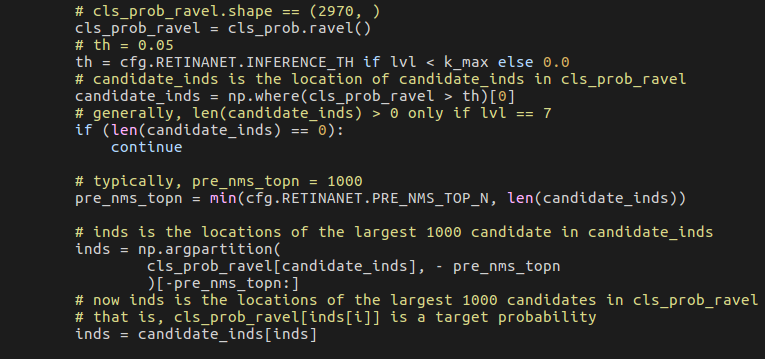 # cls_prob_ravel.shape == (2970, )
cls_prob_ravel = cls_prob.ravel()
# th = 0.05
th = cfg.RETINANET.INFERENCE_TH if lvl < k_max else 0.0
# candidate_inds is the location of candidate_inds in cls_prob_ravel
candidate_inds = np.where(cls_prob_ravel > th)[0]
# generally, len(candidate_inds) > 0 only if lvl == 7
if (len(candidate_inds) == 0):
    continue

# typically, pre_nms_topn = 1000
pre_nms_topn = min(cfg.RETINANET.PRE_NMS_TOP_N, len(candidate_inds))

# inds is the locations of the largest 1000 candidate in candidate_inds
inds = np.argpartition(
        cls_prob_ravel[candidate_inds], - pre_nms_topn
        )[-pre_nms_topn:]
# now inds is the locations of the largest 1000 candidates in cls_prob_ravel
# that is, cls_prob_ravel[inds[i]] is a target probability
inds = candidate_inds[inds]